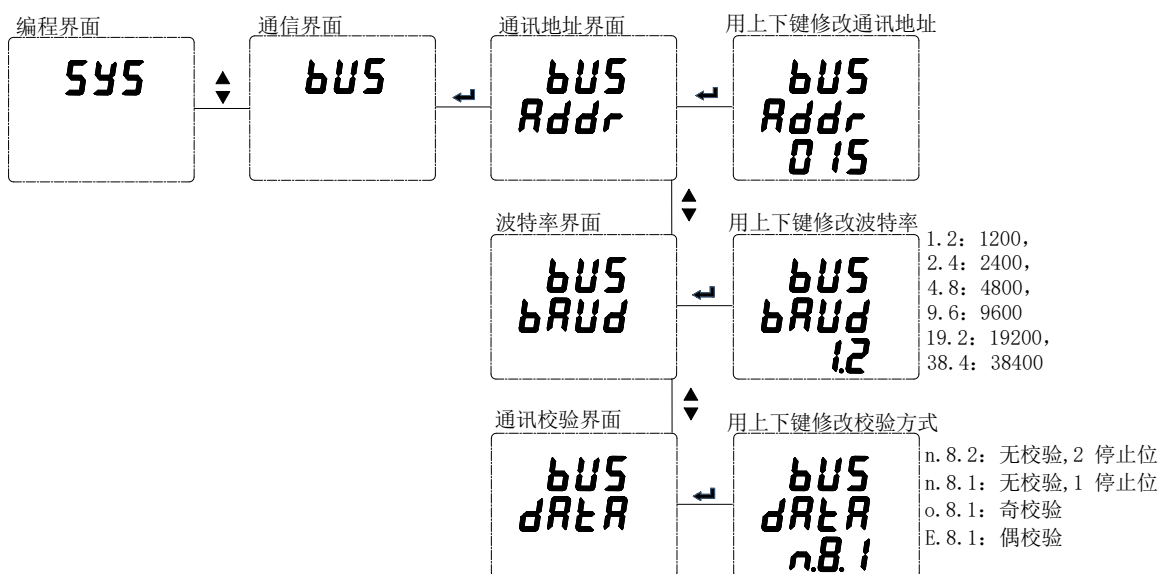 编程界面
通信界面
通讯地址界面
用上下键修改通讯地址
SYS
bUS
bUS
Addr
bUS
Addr
015
波特率界面
用上下键修改波特率
bUS
bAUd
bUS
bAUd
1.2
1.2：1200，
2.4：2400，
4.8：4800，
9.6：9600
19.2：19200，
38.4：38400
通讯校验界面
用上下键修改校验方式
bUS
dAtA
bUS
dAtA
n.8.1
n.8.2：无校验,2 停止位
n.8.1：无校验,1 停止位
o.8.1：奇校验
E.8.1：偶校验